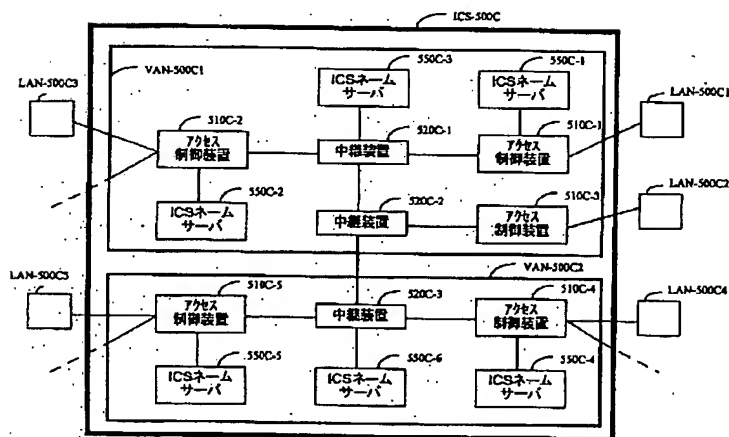 ICS-500C
VAN-500C1
550C-3
550C-1
LAN-500C3
ICSネーム
サーバ
ICSネーム
サーバ
LAN-500C1
510C-2
520C-1
510C-1
アクセス
制御装置
中継装置
アクセス
制御装置
550C-2
520C-2
510C-3
LAN-500C2
ICSネーム
サーバ
中継装置
アクセス
制御装置
VAN-500C2
LAN-500C5
510C-5
520C-3
510C-4
LAN-500C4
アクセス
制御装置
中継装置
アクセス
制御装置
550C-5
550C-6
550C-4
ICSネーム
サーバ
ICSネーム
サーバ
ICSネーム
サーバ